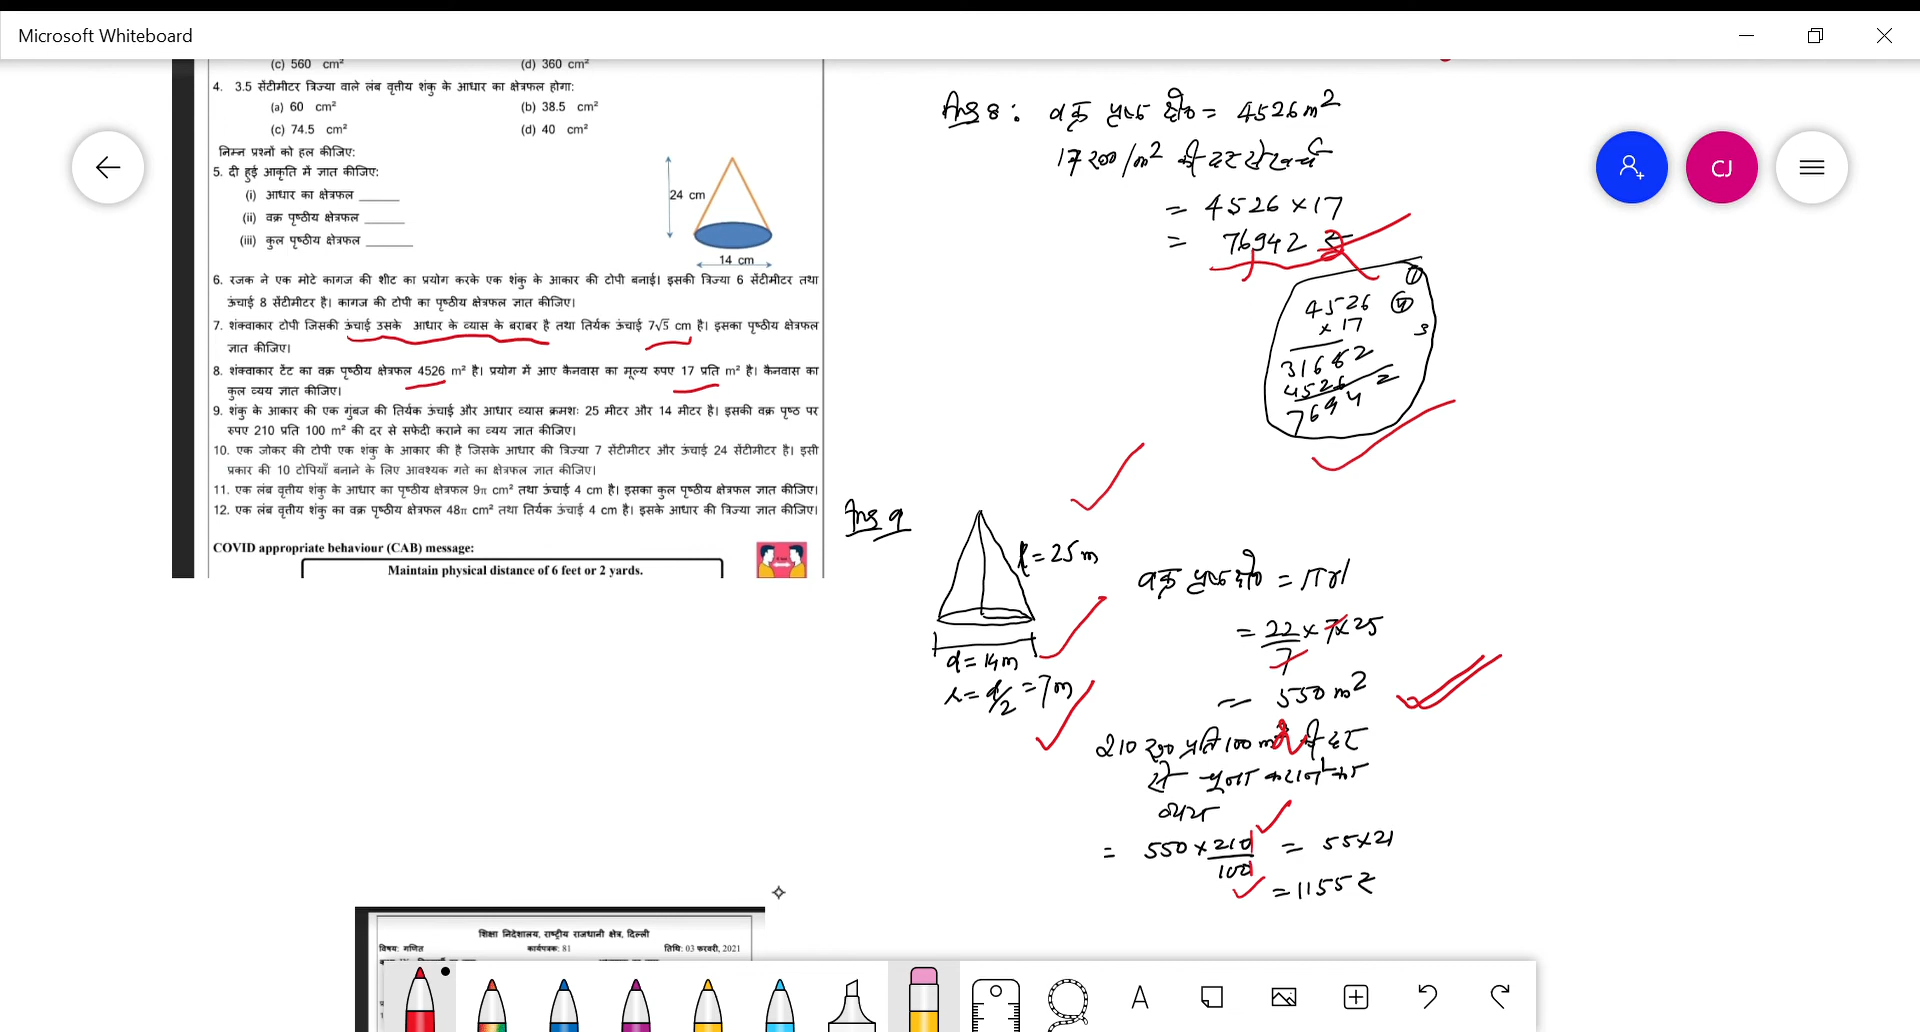 Microsoft Whiteboard
(c) 560 cm² (d) 360 cm²
4. 3.5 सेंटीमीटर त्रिज्या वाले लंब वृत्तीय शंकु के आधार का क्षेत्रफल होगा:
(a) 60 cm² (b) 38.5 cm²
(c) 74.5 cm² (d) 40 cm²
निम्न प्रश्नों को हल कीजिए:
5. दी हुई आकृति में ज्ञात कीजिए:
(i) आधार का क्षेत्रफल ______
(ii) वक्र पृष्ठीय क्षेत्रफल ______
(iii) कुल पृष्ठीय क्षेत्रफल ______
24 cm
14 cm
6. रजक ने एक मोटे कागज की शीट का प्रयोग करके एक शंकु के आकार की टोपी बनाई। इसकी त्रिज्या 6 सेंटीमीटर तथा
ऊंचाई 8 सेंटीमीटर है। कागज की टोपी का पृष्ठीय क्षेत्रफल ज्ञात कीजिए।
7. शंक्वाकार टोपी जिसकी ऊंचाई उसके आधार के व्यास के बराबर है तथा तिर्यक ऊंचाई 7√5 cm है। इसका पृष्ठीय क्षेत्रफल
ज्ञात कीजिए।
8. शंक्वाकार टेंट का वक्र पृष्ठीय क्षेत्रफल 4526 m² है। प्रयोग में आए कैनवास का मूल्य रुपए 17 प्रति m² है। कैनवास का
कुल व्यय ज्ञात कीजिए।
9. शंकु के आकार की एक गुंबज की तिर्यक ऊंचाई और आधार व्यास क्रमशः 25 मीटर और 14 मीटर है। इसकी वक्र पृष्ठ पर
रुपए 210 प्रति 100 m² की दर से सफेदी कराने का व्यय ज्ञात कीजिए।
10. एक जोकर की टोपी एक शंकु के आकार की है जिसके आधार की त्रिज्या 7 सेंटीमीटर और ऊंचाई 24 सेंटीमीटर है। इसी
प्रकार की 10 टोपियाँ बनाने के लिए आवश्यक गत्ते का क्षेत्रफल ज्ञात कीजिए।
11. एक लंब वृत्तीय शंकु के आधार का पृष्ठीय क्षेत्रफल 9π cm² तथा ऊंचाई 4 cm है। इसका कुल पृष्ठीय क्षेत्रफल ज्ञात कीजिए।
12. एक लंब वृत्तीय शंकु का वक्र पृष्ठीय क्षेत्रफल 48π cm² तथा तिर्यक ऊंचाई 4 cm है। इसके आधार की त्रिज्या ज्ञात कीजिए।
COVID appropriate behaviour (CAB) message:
Maintain physical distance of 6 feet or 2 yards.
Ans 8: वक्र पृष्ठ क्षे० = 4526 m²
17 रु०/m² की दर से खर्च
= 4526 × 17
= 76942 ₹
4526
× 17
31682
4526
76942
CJ
Ans 9
l = 25 m
d = 14m
r = d/2 = 7m
वक्र पृष्ठ क्षे० = πrl
= 22/7 × 7 × 25
= 550 m²
210 रु० प्रति 100 m² की दर
से पुताई कराने का
व्यय
= 550 × 210/100 = 55×21
= 1155 ₹
शिक्षा निदेशालय, राष्ट्रीय राजधानी क्षेत्र, दिल्ली
विषय: गणित कार्यपत्रक: 81 तिथि: 03 फरवरी, 2021